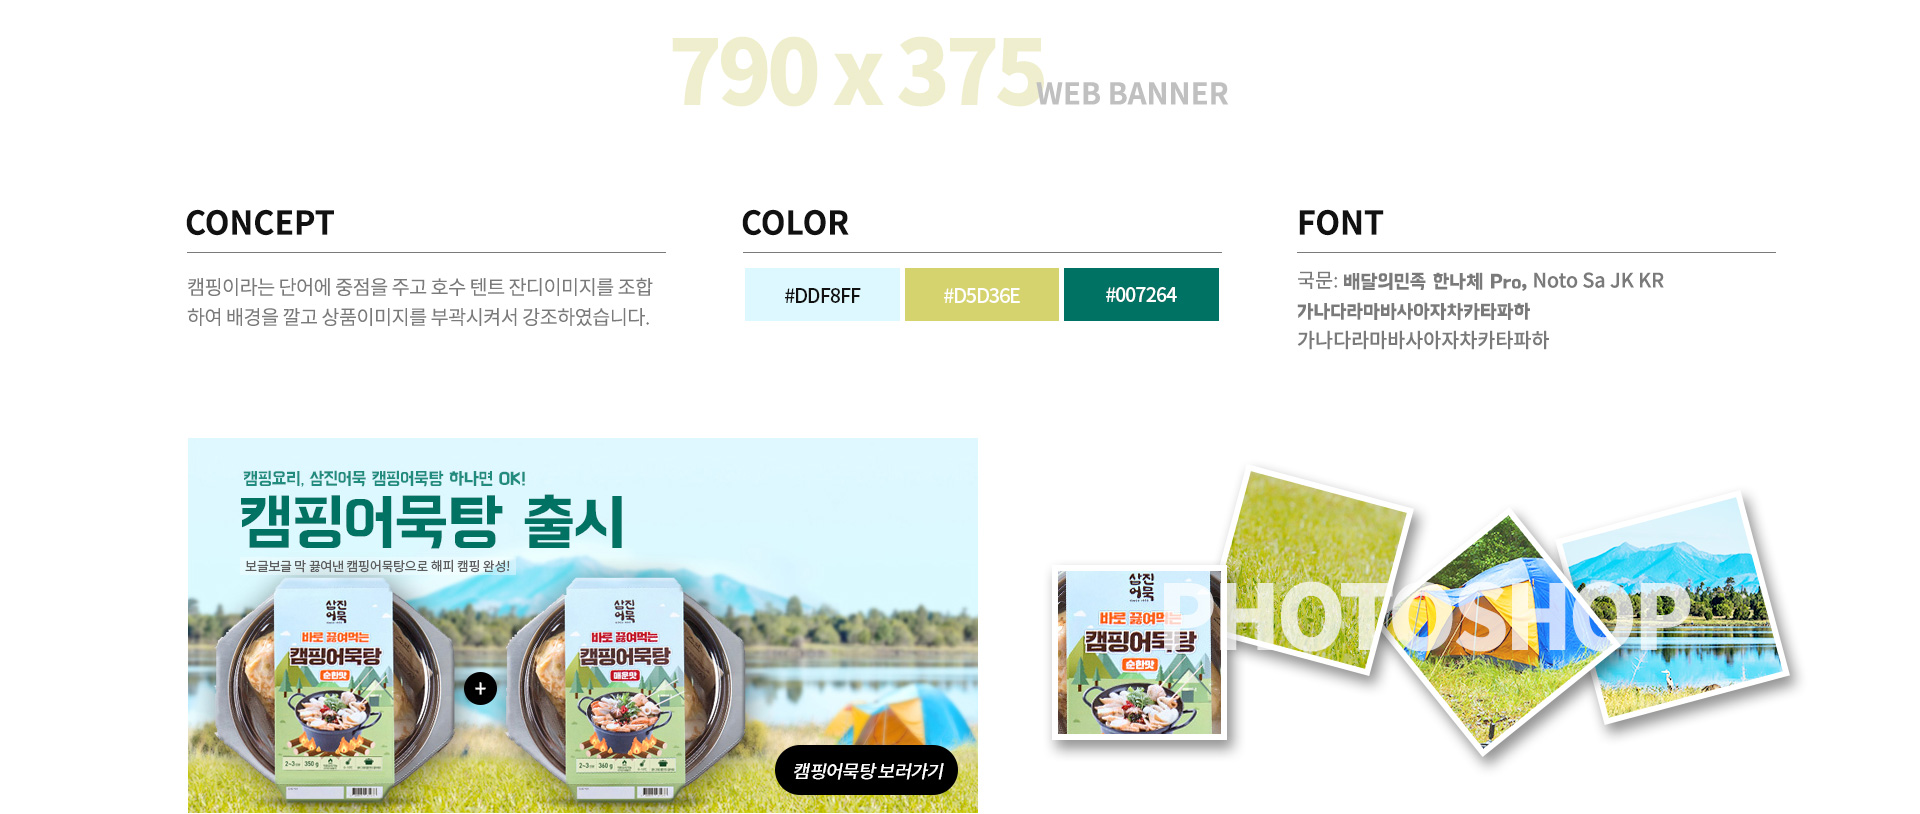 790 x 375 WEB BANNER
CONCEPT
캠핑이라는 단어에 중점을 주고 호수 텐트 잔디이미지를 조합
하여 배경을 깔고 상품이미지를 부곽시켜서 강조하였습니다.
COLOR
#DDF8FF
#D5D36E
#007264
FONT
국문: 배달의민족 한나체 Pro, Noto Sa JK KR
가나다라마바사아자차카타파하
가나다라마바사아자차카타파하
캠핑요리, 삼진어묵 캠핑어묵탕 하나면 OK!
캠핑어묵탕 출시
보글보글 막 끓여낸 캠핑어묵탕으로 해피 캠핑 완성!
삼진
어묵
바로 끓여먹는
캠핑어묵탕
순한맛
2~3 350 g
+
삼진
어묵
바로 끓여먹는
캠핑어묵탕
매운맛
2~3 360 g
캠핑어묵탕 보러가기
삼진
어묵
바로 끓여먹는
캠핑어묵탕
순한맛
PHOTOSHOP